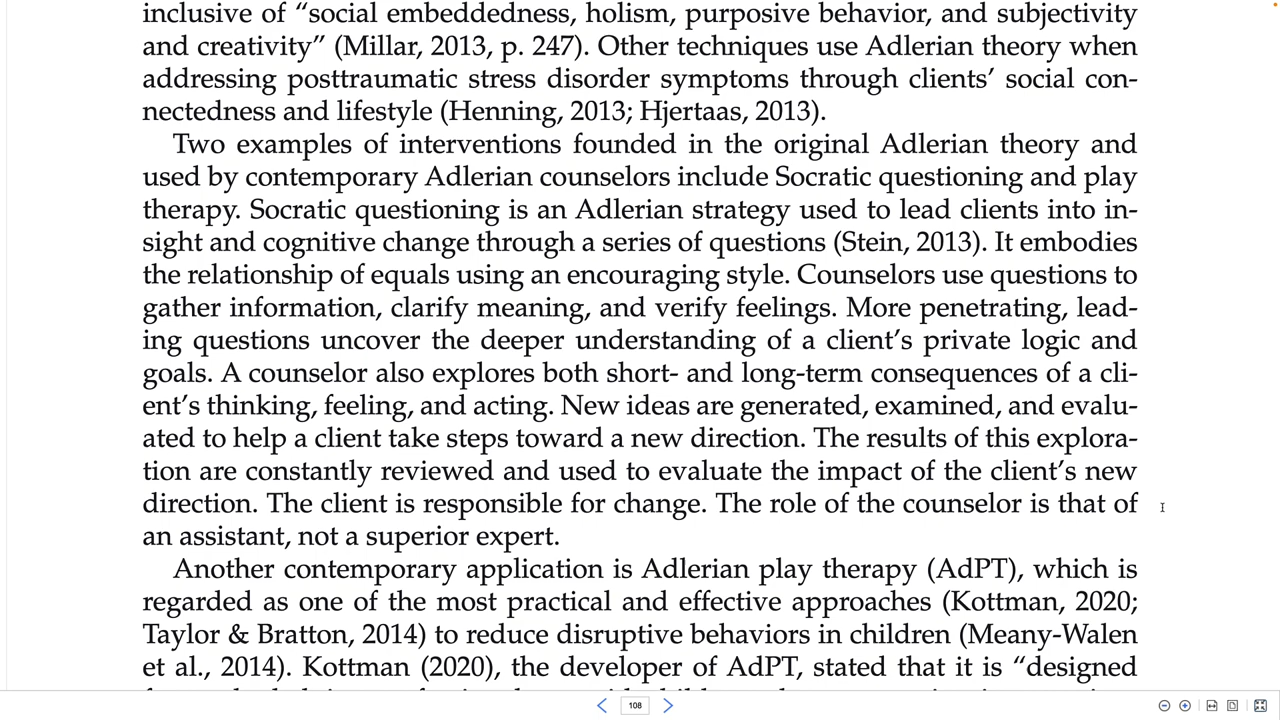 inclusive of “social embeddedness, holism, purposive behavior, and subjectivity
and creativity” (Millar, 2013, p. 247). Other techniques use Adlerian theory when
addressing posttraumatic stress disorder symptoms through clients’ social con-
nectedness and lifestyle (Henning, 2013; Hjertaas, 2013).
Two examples of interventions founded in the original Adlerian theory and
used by contemporary Adlerian counselors include Socratic questioning and play
therapy. Socratic questioning is an Adlerian strategy used to lead clients into in-
sight and cognitive change through a series of questions (Stein, 2013). It embodies
the relationship of equals using an encouraging style. Counselors use questions to
gather information, clarify meaning, and verify feelings. More penetrating, lead-
ing questions uncover the deeper understanding of a client’s private logic and
goals. A counselor also explores both short- and long-term consequences of a cli-
ent’s thinking, feeling, and acting. New ideas are generated, examined, and evalu-
ated to help a client take steps toward a new direction. The results of this explora-
tion are constantly reviewed and used to evaluate the impact of the client’s new
direction. The client is responsible for change. The role of the counselor is that of
an assistant, not a superior expert.
Another contemporary application is Adlerian play therapy (AdPT), which is
regarded as one of the most practical and effective approaches (Kottman, 2020;
Taylor & Bratton, 2014) to reduce disruptive behaviors in children (Meany-Walen
et al., 2014). Kottman (2020), the developer of AdPT, stated that it is “designed
108